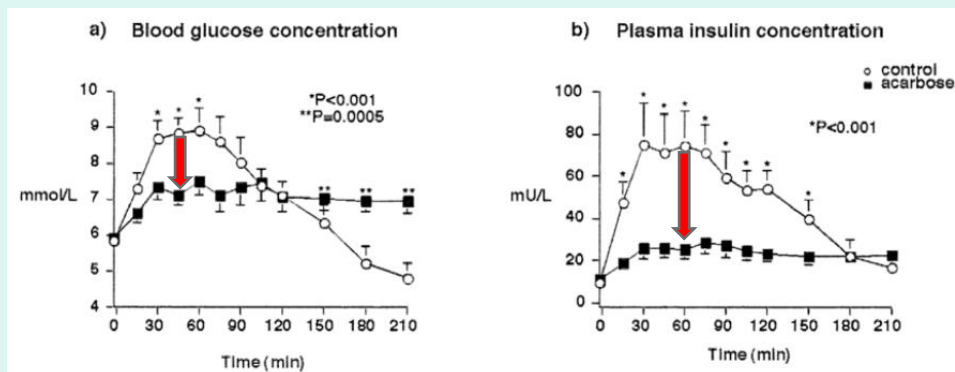 a) Blood glucose concentration
10
9
8
7
6
5
4
mmol/L
* * *
*P<0.001
**P=0.0005
** ** **
0 30 60 90 120 150 180 210
Time (min)
b) Plasma insulin concentration
control
acarbose
100
80
60
40
20
0
mU/L
* * * * * * * * *
*P<0.001
0 30 60 90 120 150 180 210
Time (min)